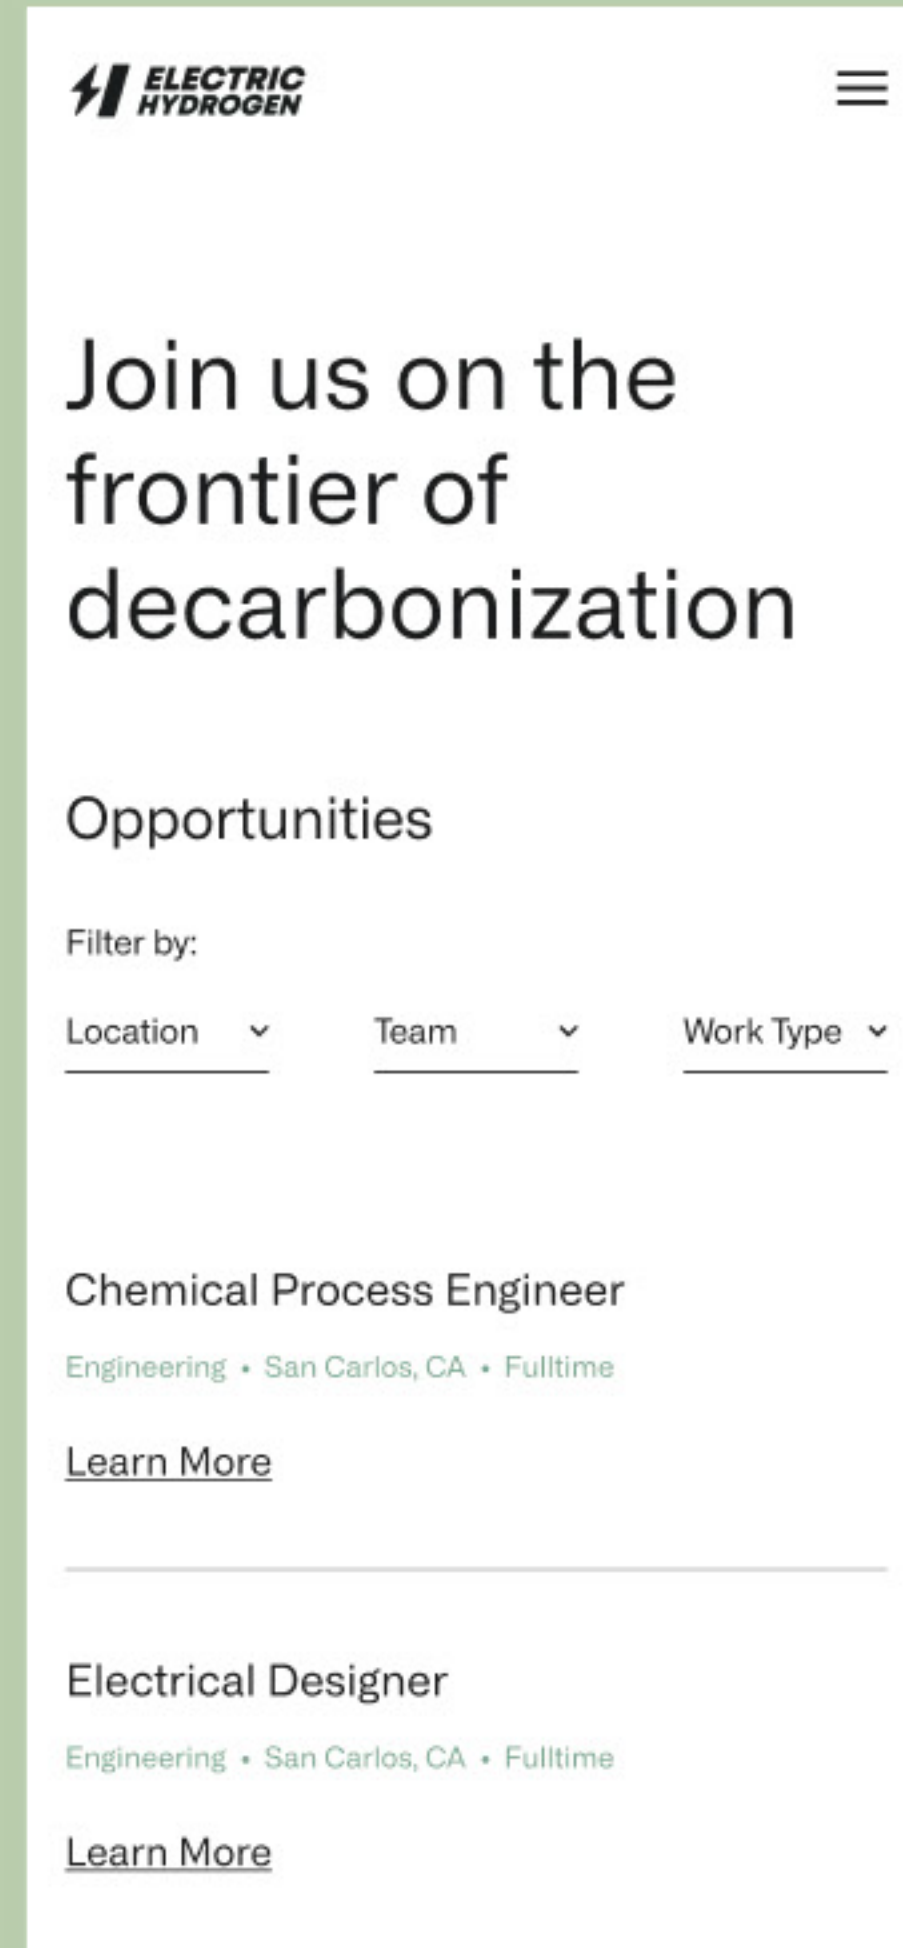 ELECTRIC
HYDROGEN
Join us on the
frontier of
decarbonization
Opportunities
Filter by:
Location
Team
Work Type
Chemical Process Engineer
Engineering • San Carlos, CA • Fulltime
Learn More
Electrical Designer
Engineering • San Carlos, CA • Fulltime
Learn More